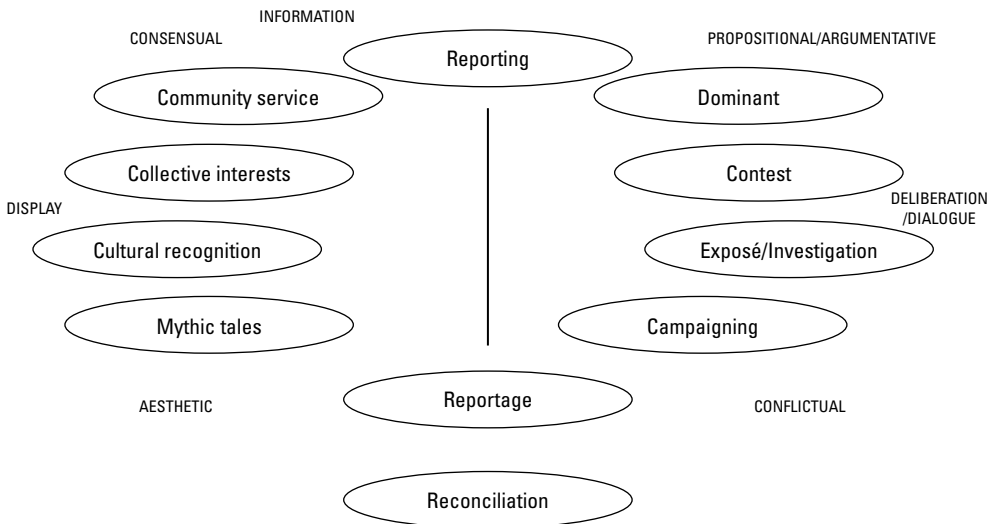 INFORMATION
CONSENSUAL
PROPOSITIONAL/ARGUMENTATIVE
Reporting
Community service
Dominant
Collective interests
Contest
DISPLAY
DELIBERATION
/DIALOGUE
Cultural recognition
Exposé/Investigation
Mythic tales
Campaigning
AESTHETIC
Reportage
CONFLICTUAL
Reconciliation